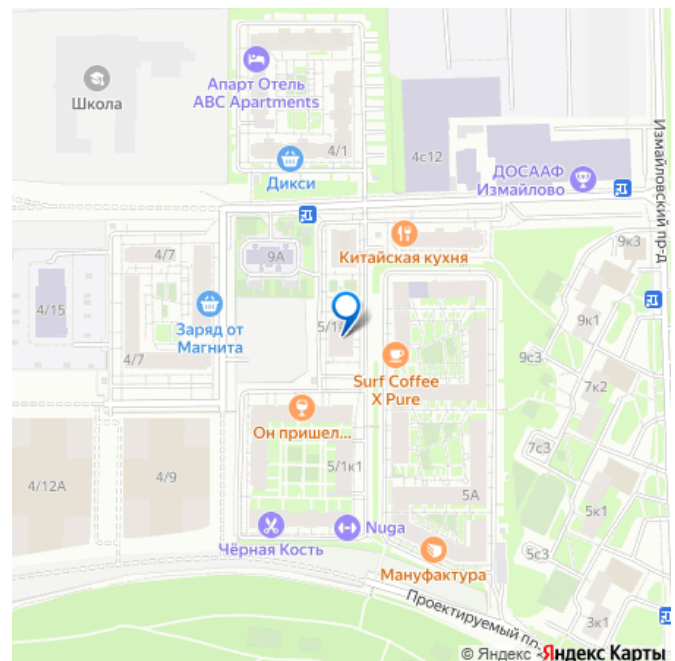 Школа
Апарт Отель
ABC Apartments
4/1
Дикси
4с12
ДОСААФ
Измайлово
Измайловский пр-д
Китайская кухня
9к3
4/7
9А
4/15
Заряд от
Магнита
9к1
4/7
9с3
Surf Coffee
X Pure
7к2
Он пришел...
7с3
4/12А
4/9
5/1к1
5А
5к1
Чёрная Кость
Nuga
5с3
Мануфактура
Проектируемый пр-
3к1
© Яндекс Яндекс Карты